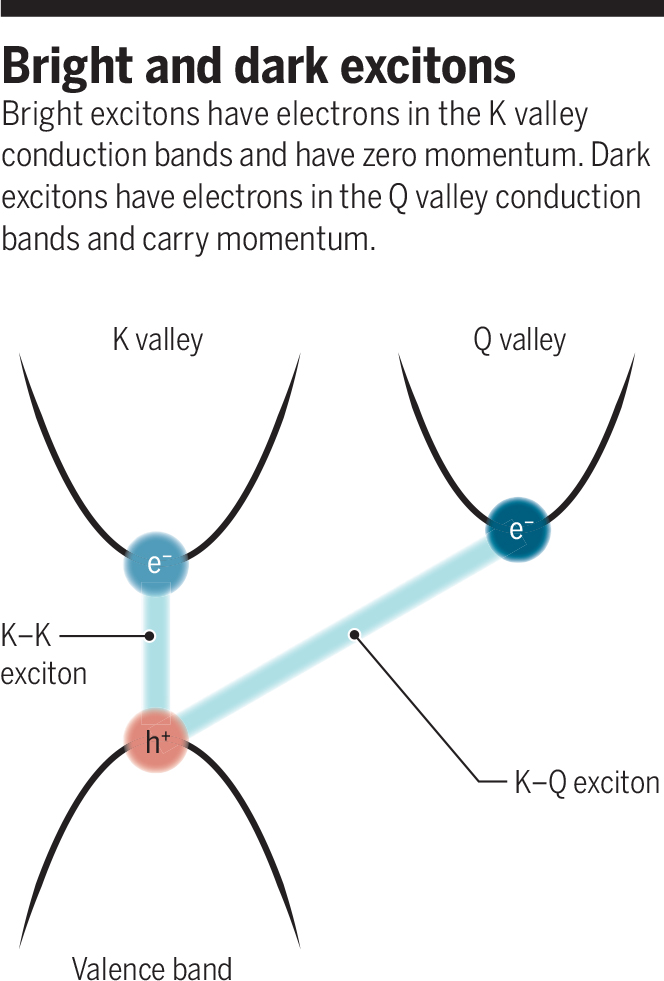 Bright and dark excitons
Bright excitons have electrons in the K valley
conduction bands and have zero momentum. Dark
excitons have electrons in the Q valley conduction
bands and carry momentum.
K valley
Q valley
e⁻
e⁻
K–K
exciton
h⁺
K–Q exciton
Valence band